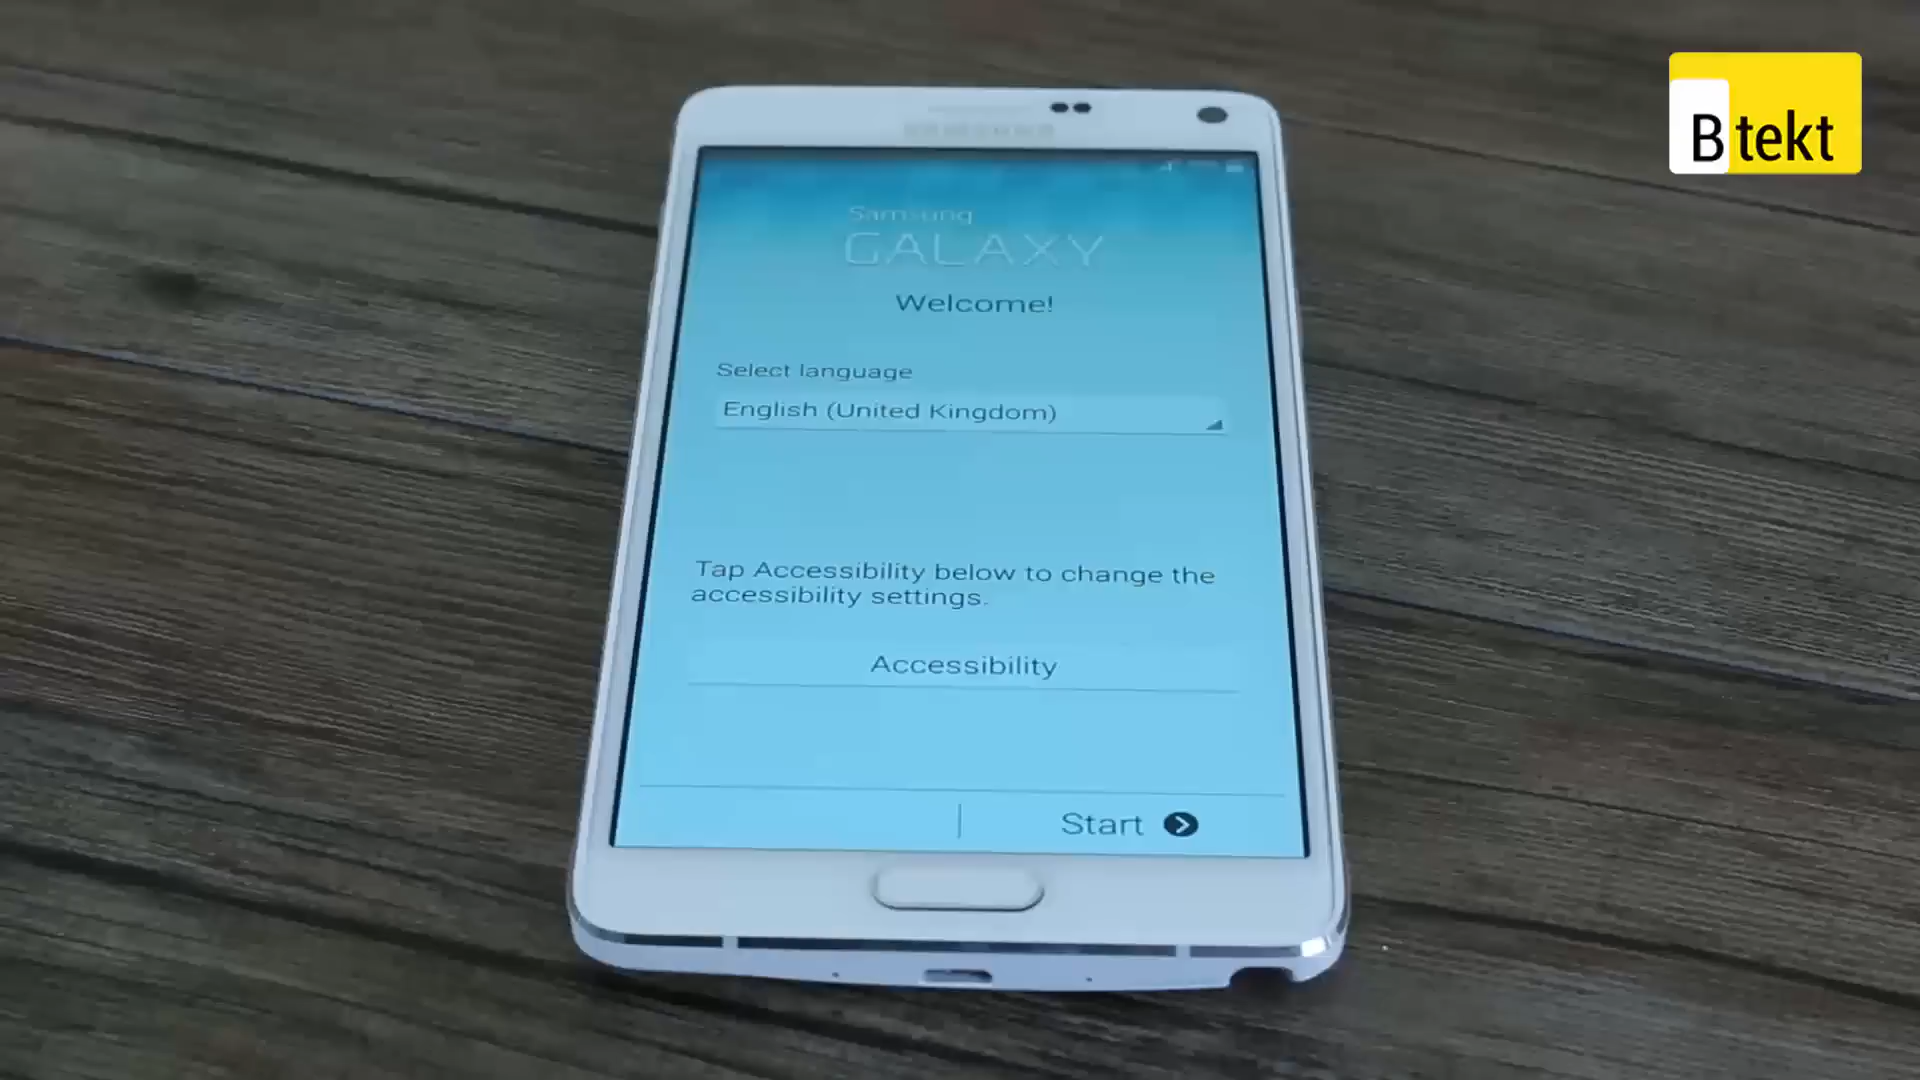 SAMSUNG
Btekt
Samsung
GALAXY
Welcome!
Select language
English (United Kingdom)
Tap Accessibility below to change the
accessibility settings.
Accessibility
Start